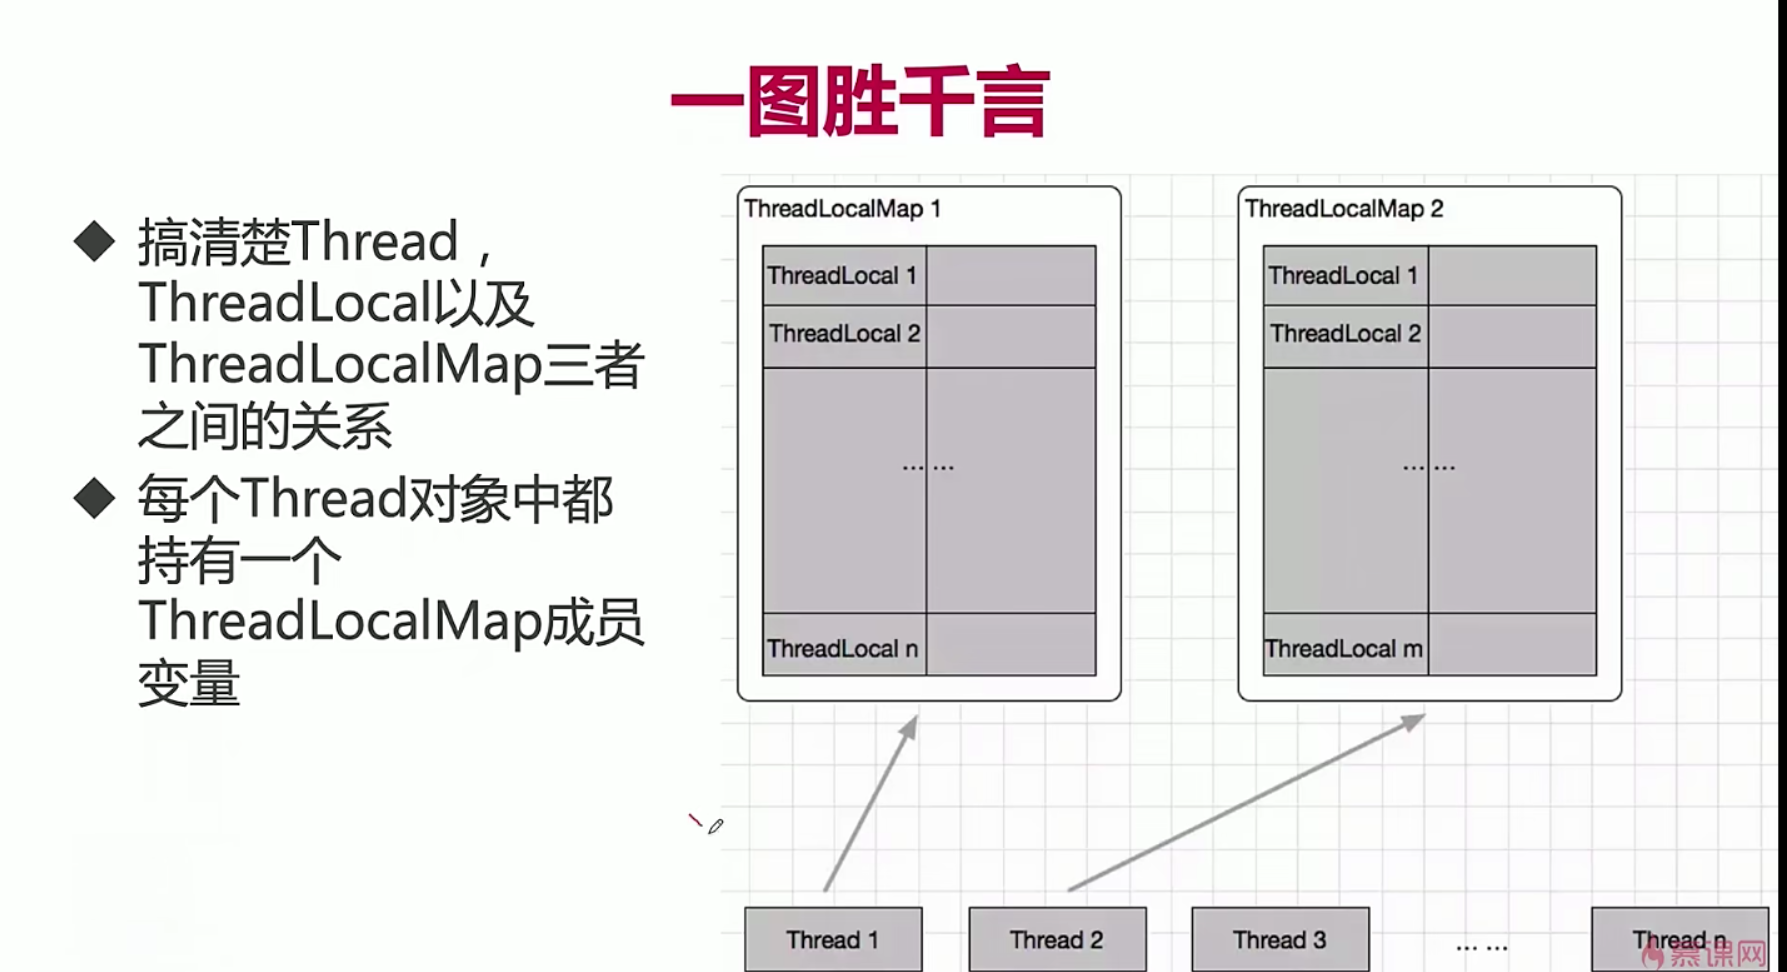 一图胜千言
搞清楚Thread，
ThreadLocal以及
ThreadLocalMap三者
之间的关系
每个Thread对象中都
持有一个
ThreadLocalMap成员
变量
ThreadLocalMap 1
ThreadLocal 1
ThreadLocal 2
... ...
ThreadLocal n
ThreadLocalMap 2
ThreadLocal 1
ThreadLocal 2
... ...
ThreadLocal m
Thread 1
Thread 2
Thread 3
... ...
Thread n
慕课网